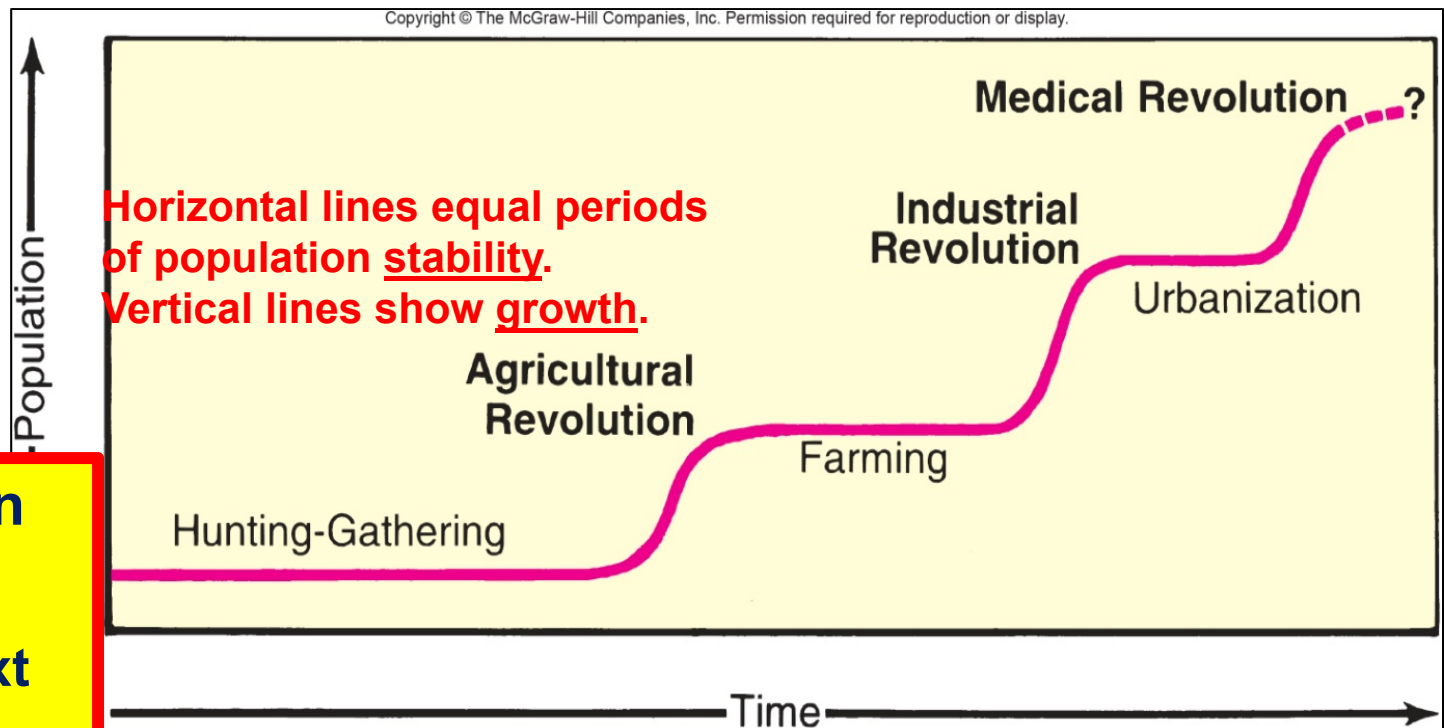 Copyright © The McGraw-Hill Companies, Inc. Permission required for reproduction or display.
Medical Revolution
?
Horizontal lines equal periods
of population stability.
Vertical lines show growth.
Industrial
Revolution
Urbanization
Population
Agricultural
Revolution
Farming
Hunting-Gathering
Time